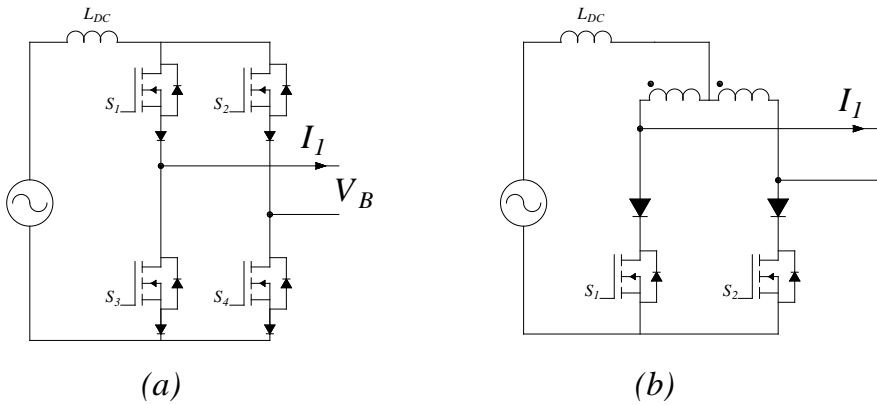 L_DC
S_1
S_2
I_1
V_B
S_3
S_4
(a)
L_DC
I_1
S_1
S_2
(b)